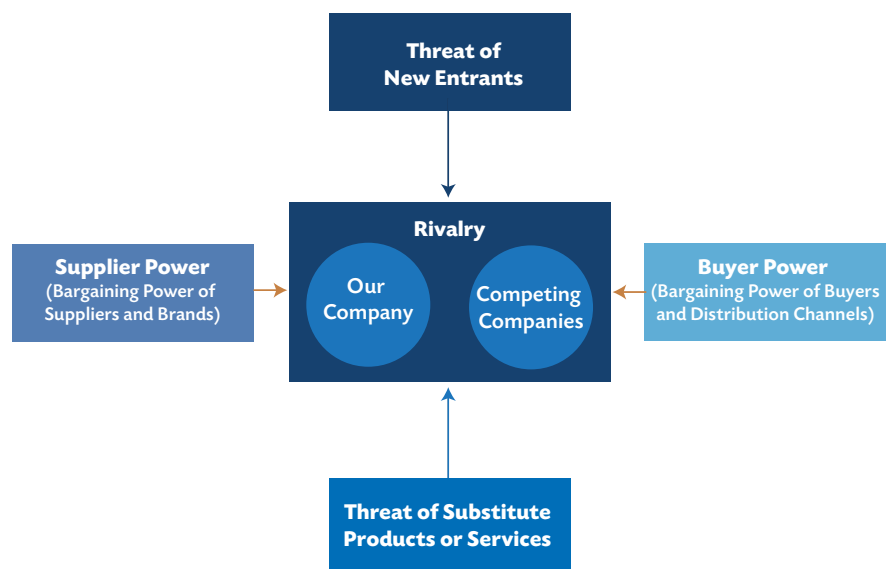 Threat of
New Entrants
Rivalry
Supplier Power
(Bargaining Power of
Suppliers and Brands)
Our
Company
Competing
Companies
Buyer Power
(Bargaining Power of Buyers
and Distribution Channels)
Threat of Substitute
Products or Services